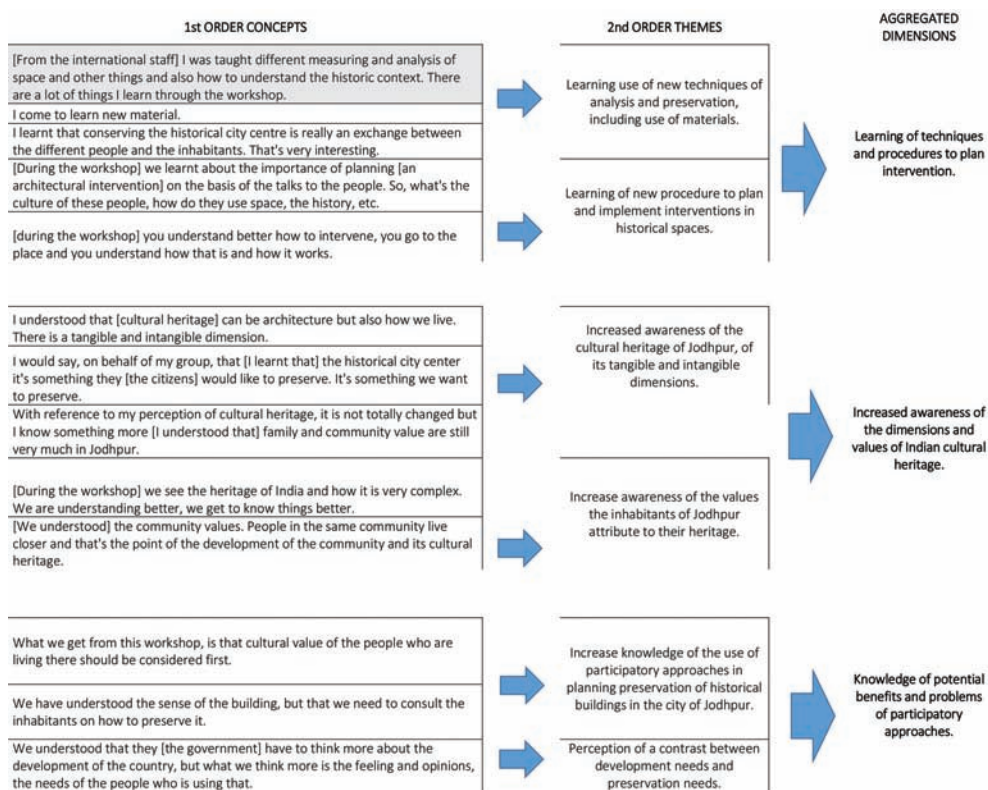 1st ORDER CONCEPTS
2nd ORDER THEMES
AGGREGATED
DIMENSIONS
[From the international staff] I was taught different measuring and analysis of
space and other things and also how to understand the historic context. There
are a lot of things I learn through the workshop.
I come to learn new material.
I learnt that conserving the historical city centre is really an exchange between
the different people and the inhabitants. That's very interesting.
[During the workshop] we learnt about the importance of planning [an
architectural intervention] on the basis of the talks to the people. So, what's the
culture of these people, how do they use space, the history, etc.
[during the workshop] you understand better how to intervene, you go to the
place and you understand how that is and how it works.
Learning use of new techniques of
analysis and preservation,
including use of materials.
Learning of new procedure to plan
and implement interventions in
historical spaces.
Learning of techniques
and procedures to plan
intervention.
I understood that [cultural heritage] can be architecture but also how we live.
There is a tangible and intangible dimension.
I would say, on behalf of my group, that [I learnt that] the historical city center
it's something they [the citizens] would like to preserve. It's something we want
to preserve.
With reference to my perception of cultural heritage, it is not totally changed but
I know something more [I understood that] family and community value are still
very much in Jodhpur.
[During the workshop] we see the heritage of India and how it is very complex.
We are understanding better, we get to know things better.
[We understood] the community values. People in the same community live
closer and that's the point of the development of the community and its cultural
heritage.
Increased awareness of the
cultural heritage of Jodhpur, of
its tangible and intangible
dimensions.
Increase awareness of the values
the inhabitants of Jodhpur
attribute to their heritage.
Increased awareness of
the dimensions and
values of Indian cultural
heritage.
What we get from this workshop, is that cultural value of the people who are
living there should be considered first.
We have understood the sense of the building, but that we need to consult the
inhabitants on how to preserve it.
We understood that they [the government] have to think more about the
development of the country, but what we think more is the feeling and opinions,
the needs of the people who is using that.
Increase knowledge of the use of
participatory approaches in
planning preservation of historical
buildings in the city of Jodhpur.
Perception of a contrast between
development needs and
preservation needs.
Knowledge of potential
benefits and problems
of participatory
approaches.